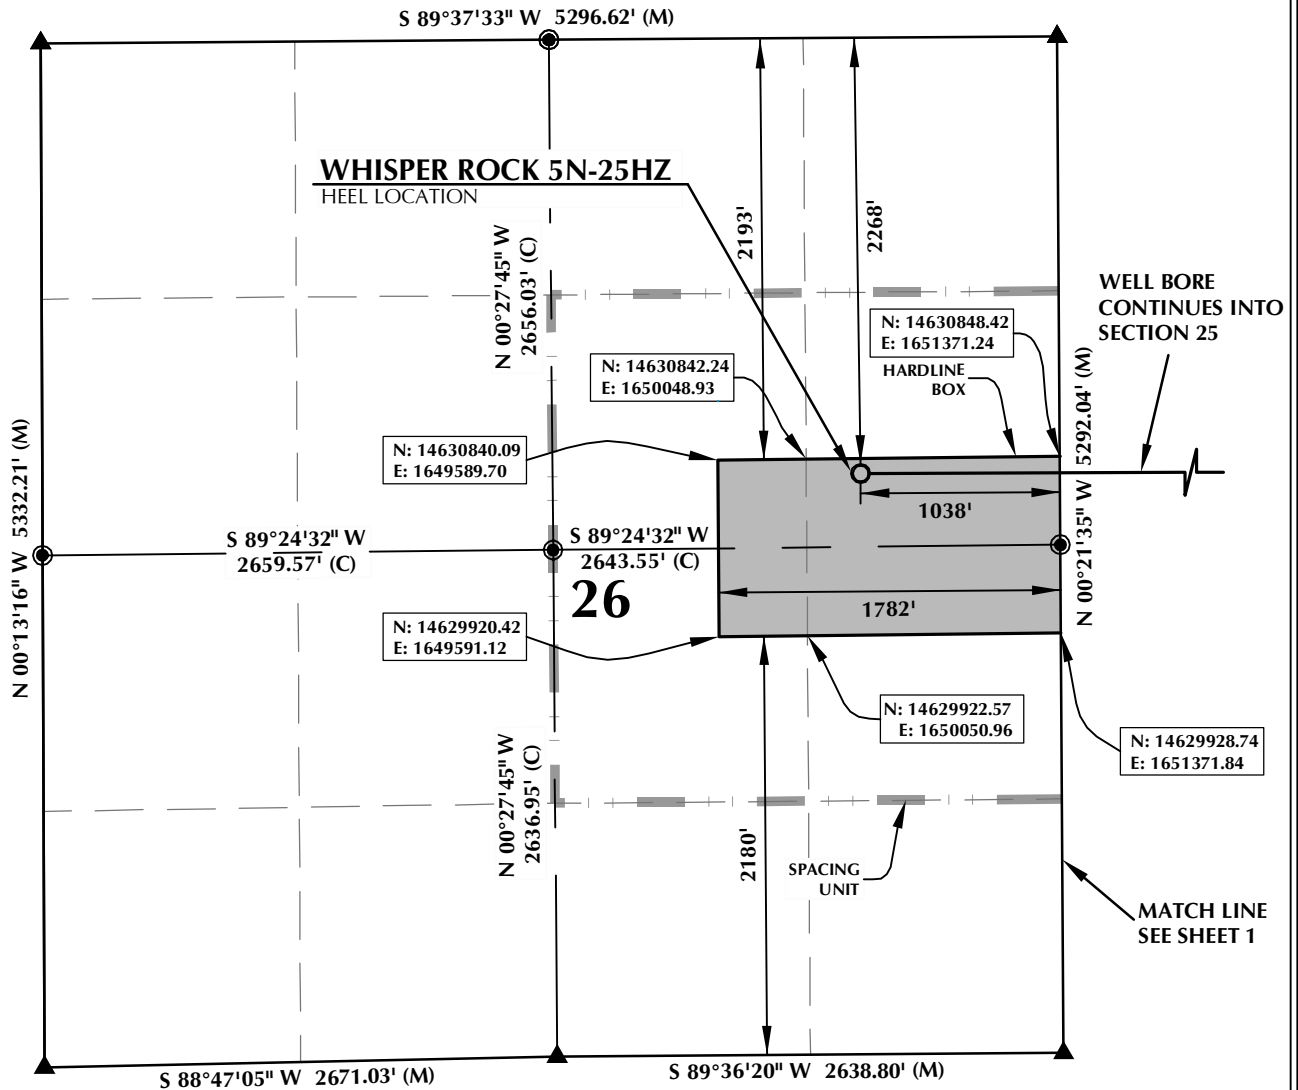 S 89°37'33" W 5296.62' (M)
WHISPER ROCK 5N-25HZ
HEEL LOCATION
2193'
2268'
N 00°27'45" W
2656.03' (C)
WELL BORE
CONTINUES INTO
SECTION 25
N: 14630848.42
E: 1651371.24
N: 14630842.24
E: 1650048.93
HARDLINE
BOX
N 00°13'16" W 5332.21' (M)
N: 14630840.09
E: 1649589.70
N 00°21'35" W 5292.04' (M)
1038'
S 89°24'32" W
2659.57' (C)
S 89°24'32" W
2643.55' (C)
26
1782'
N: 14629920.42
E: 1649591.12
N: 14629922.57
E: 1650050.96
N: 14629928.74
E: 1651371.84
N 00°27'45" W
2636.95' (C)
2180'
SPACING
UNIT
MATCH LINE
SEE SHEET 1
S 88°47'05" W 2671.03' (M)
S 89°36'20" W 2638.80' (M)